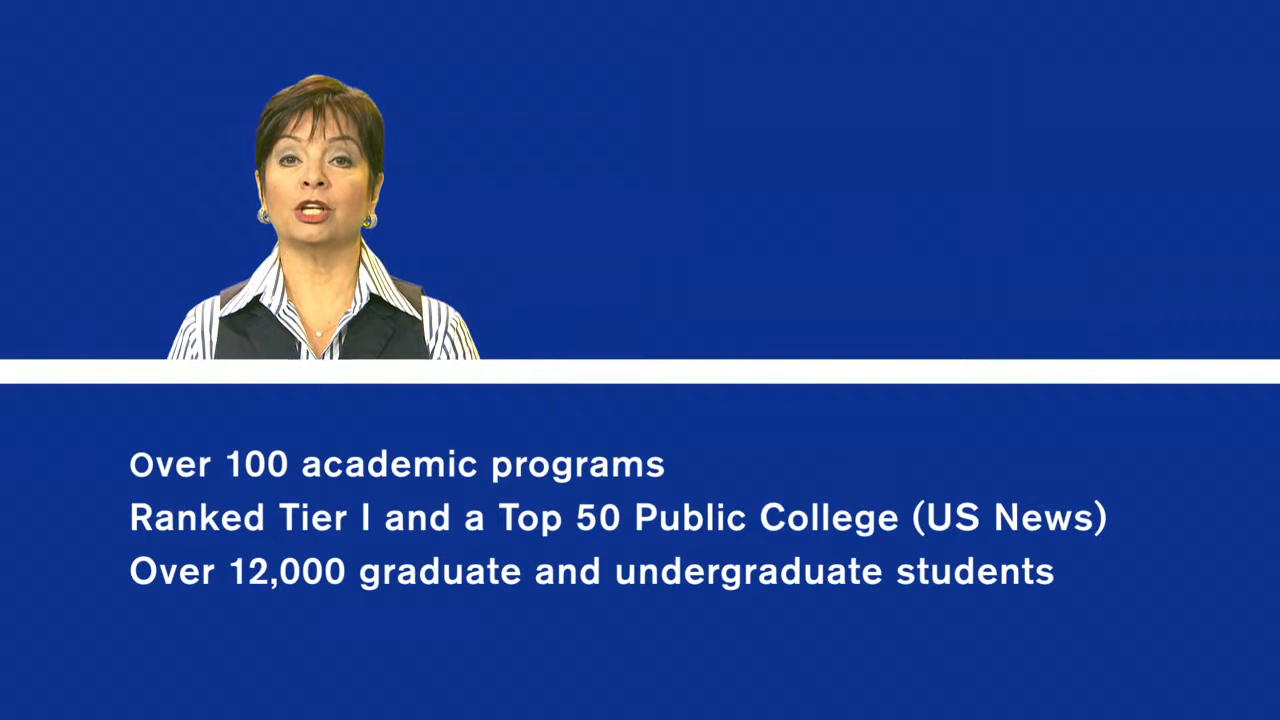 Over 100 academic programs
Ranked Tier I and a Top 50 Public College (US News)
Over 12,000 graduate and undergraduate students